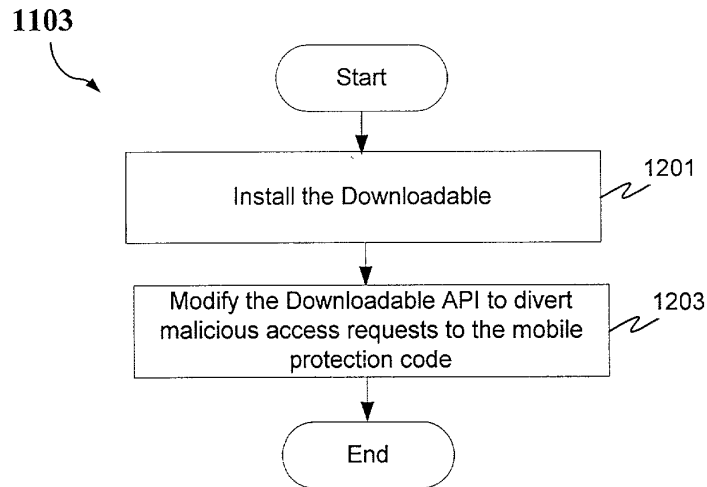 1103
Start
Install the Downloadable
1201
Modify the Downloadable API to divert
malicious access requests to the mobile
protection code
1203
End